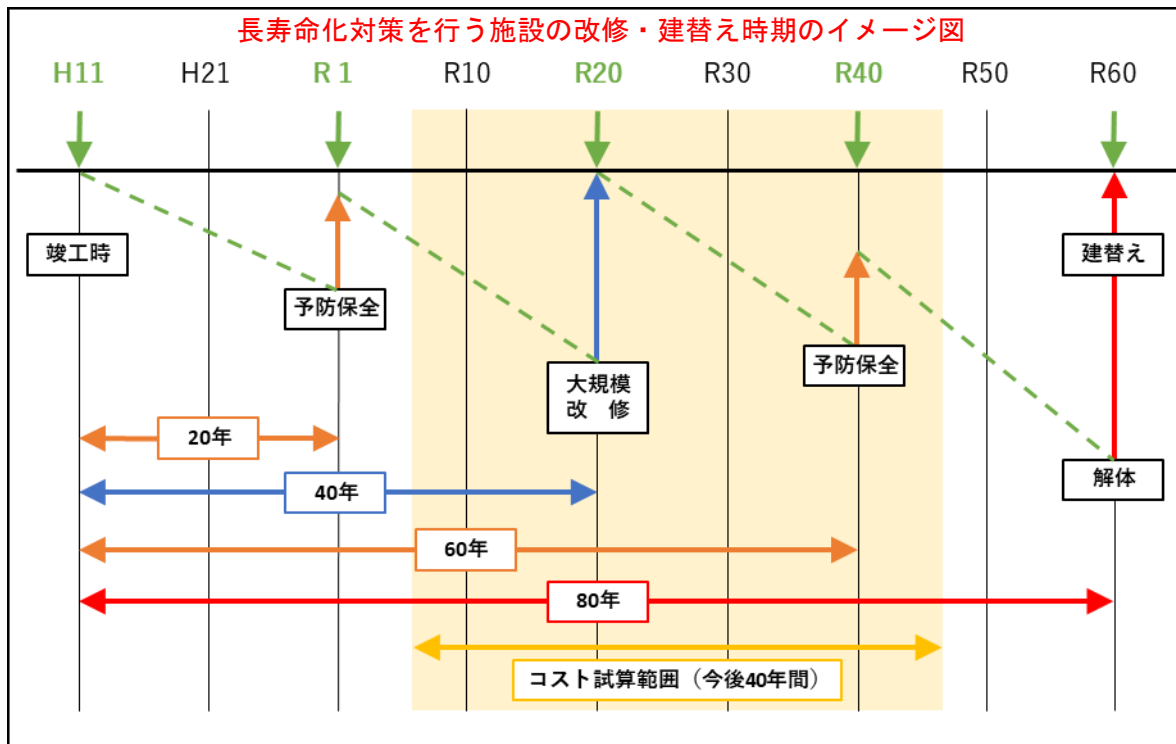 長寿命化対策を行う施設の改修・建替え時期のイメージ図
H11 H21 R 1 R10 R20 R30 R40 R50 R60
竣工時
建替え
予防保全
予防保全
大規模
改　修
20年
解体
40年
60年
80年
コスト試算範囲（今後40年間）